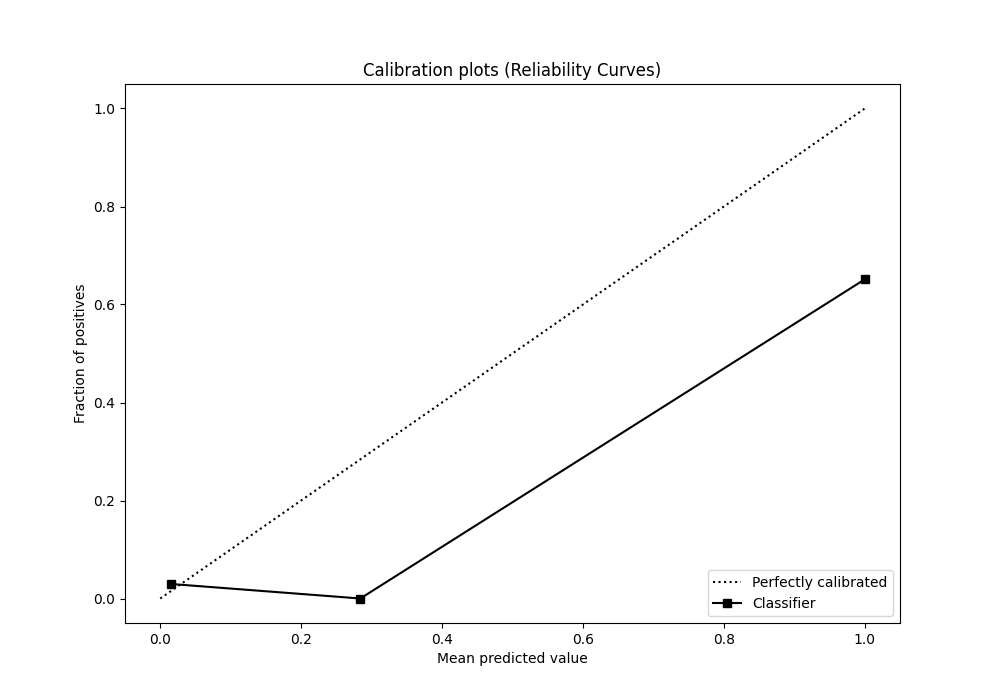 Calibration plots (Reliability Curves)
1.0
0.8
0.6
0.4
0.2
0.0
Fraction of positives
0.0 0.2 0.4 0.6 0.8 1.0
Mean predicted value
Perfectly calibrated
Classifier